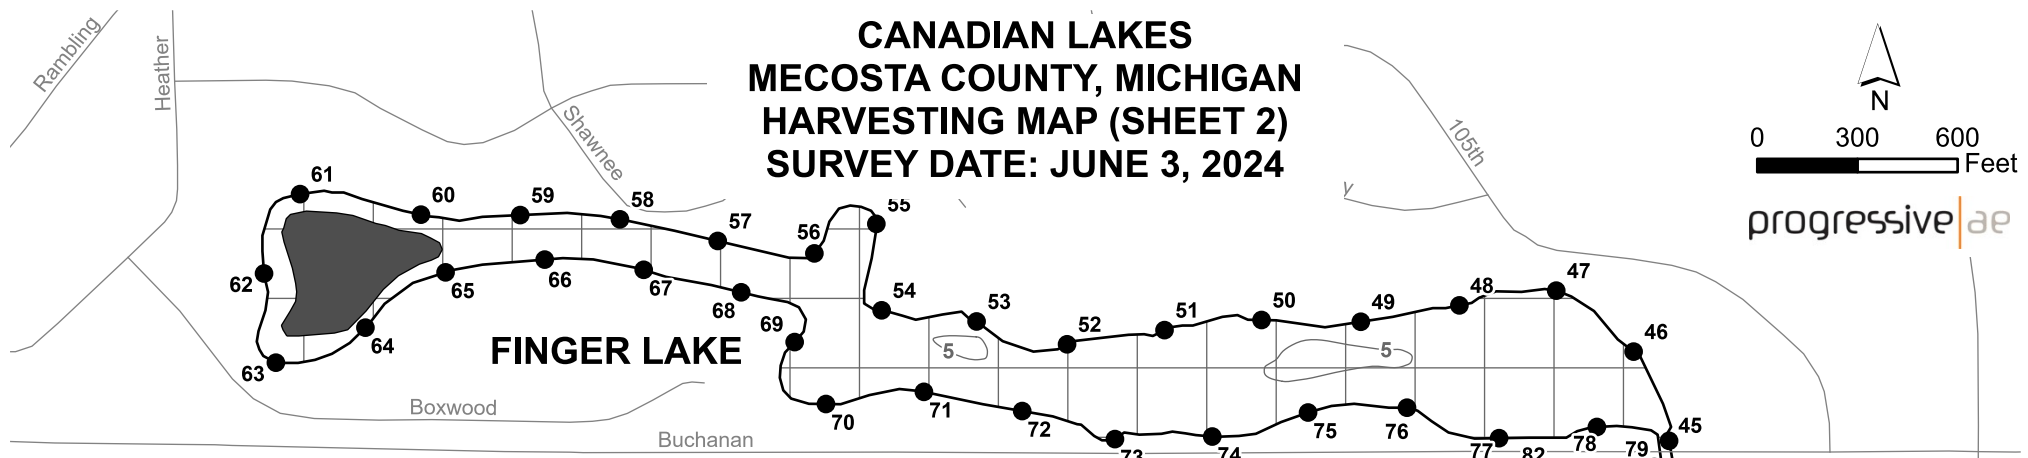 CANADIAN LAKES
MECOSTA COUNTY, MICHIGAN
HARVESTING MAP (SHEET 2)
SURVEY DATE: JUNE 3, 2024
N
0 300 600
Feet
progressive ae
Rambling
Heather
Shawnee
105th
y
61
60
59
58
57
56
55
62
65
66
67
68
69
54
53
52
51
50
49
48
47
46
64
63
FINGER LAKE
5
5
Boxwood
Buchanan
70
71
72
73
74
75
76
77
82
78
79
45